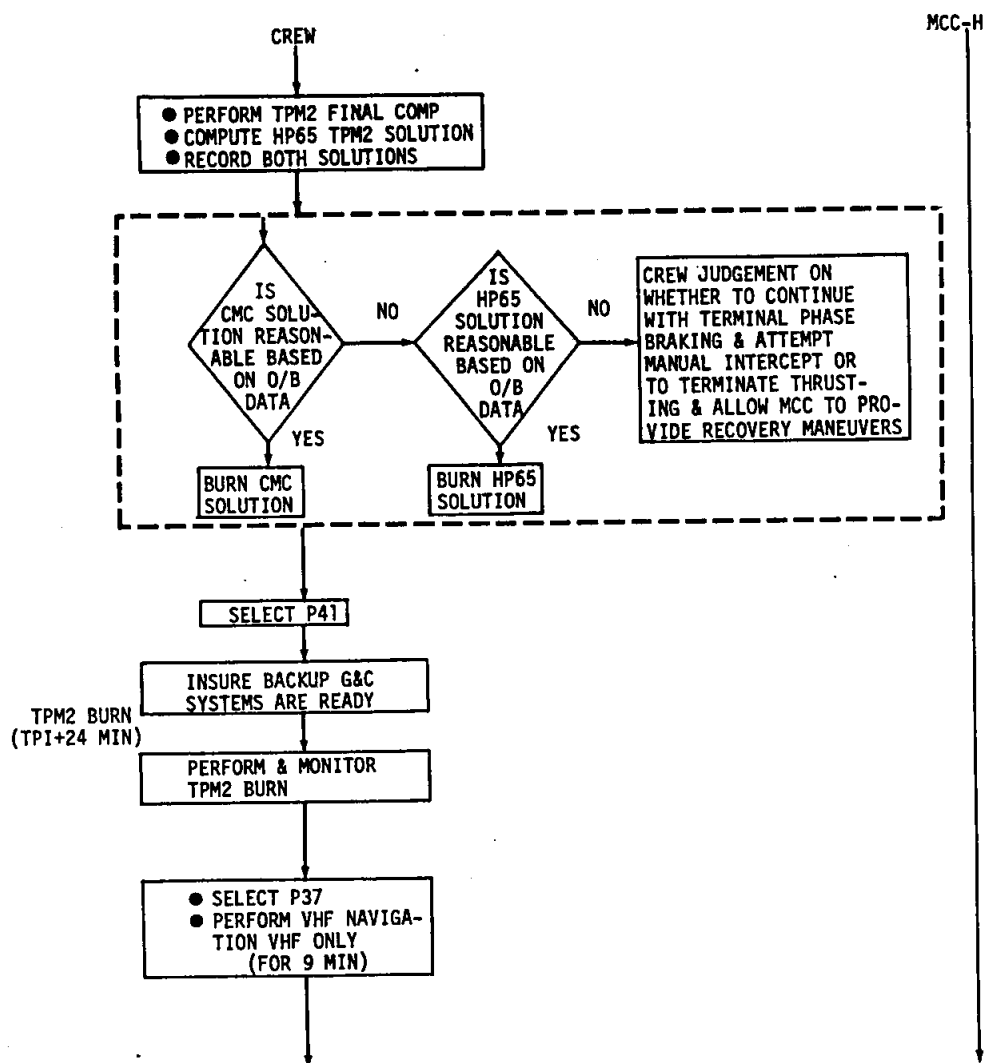 CREW
MCC-H
● PERFORM TPM2 FINAL COMP
● COMPUTE HP65 TPM2 SOLUTION
● RECORD BOTH SOLUTIONS
IS
CMC SOLU-
TION REASON-
ABLE BASED
ON O/B
DATA
NO
YES
BURN CMC
SOLUTION
IS
HP65
SOLUTION
REASONABLE
BASED ON
O/B
DATA
NO
YES
BURN HP65
SOLUTION
CREW JUDGEMENT ON
WHETHER TO CONTINUE
WITH TERMINAL PHASE
BRAKING & ATTEMPT
MANUAL INTERCEPT OR
TO TERMINATE THRUST-
ING & ALLOW MCC TO PRO-
VIDE RECOVERY MANEUVERS
SELECT P41
INSURE BACKUP G&C
SYSTEMS ARE READY
TPM2 BURN
(TPI+24 MIN)
PERFORM & MONITOR
TPM2 BURN
● SELECT P37
● PERFORM VHF NAVIGA-
TION VHF ONLY
(FOR 9 MIN)